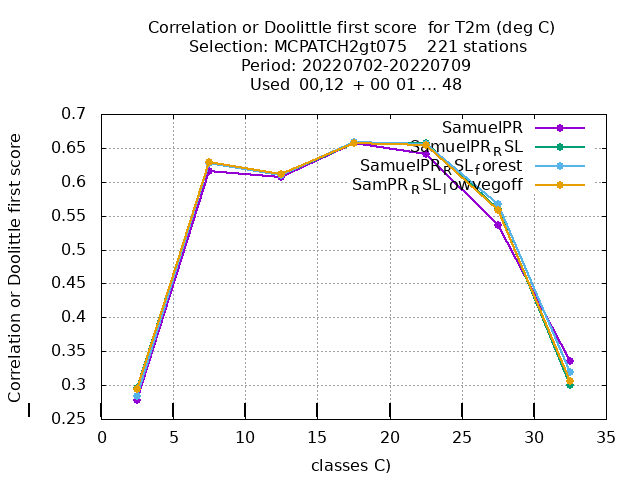 Correlation or Doolittle first score  for T2m (deg C)
Selection: MCPATCH2gt075    221 stations
Period: 20220702-20220709
Used  00,12  + 00 01 ... 48
Correlation or Doolittle first score
0.7
0.65
0.6
0.55
0.5
0.45
0.4
0.35
0.3
0.25
SamuelPR
SamuelPR_RSL
SamuelPR_RSL_forest
SamPR_RSL_lowvegoff
0 5 10 15 20 25 30 35
classes C)